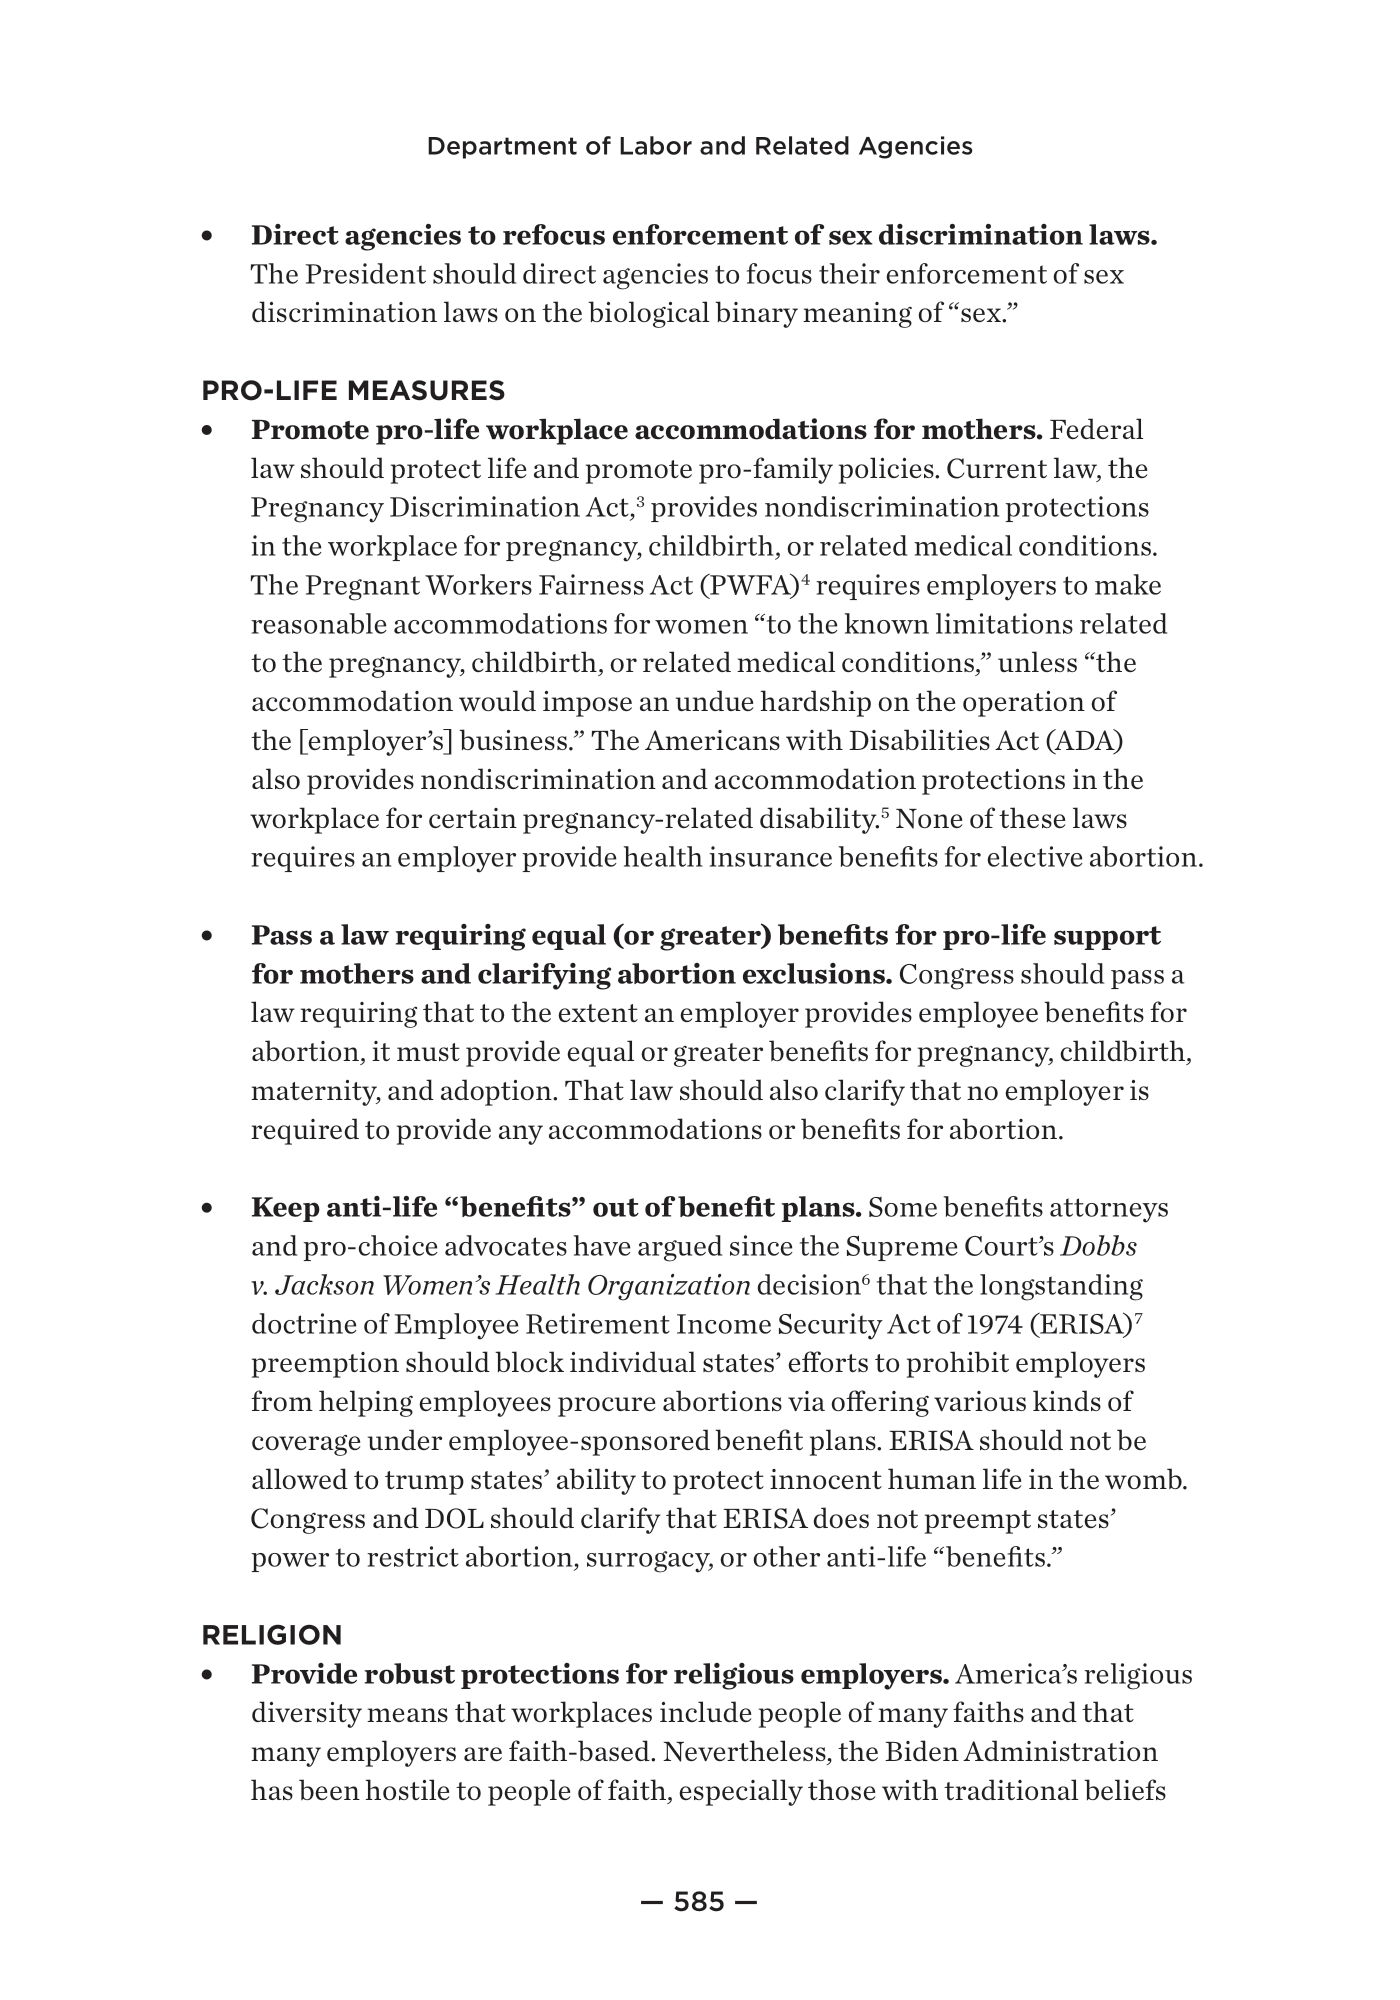 Department of Labor and Related Agencies
• Direct agencies to refocus enforcement of sex discrimination laws.
The President should direct agencies to focus their enforcement of sex
discrimination laws on the biological binary meaning of “sex.”
PRO-LIFE MEASURES
• Promote pro-life workplace accommodations for mothers. Federal
law should protect life and promote pro-family policies. Current law, the
Pregnancy Discrimination Act,³ provides nondiscrimination protections
in the workplace for pregnancy, childbirth, or related medical conditions.
The Pregnant Workers Fairness Act (PWFA)⁴ requires employers to make
reasonable accommodations for women “to the known limitations related
to the pregnancy, childbirth, or related medical conditions,” unless “the
accommodation would impose an undue hardship on the operation of
the [employer’s] business.” The Americans with Disabilities Act (ADA)
also provides nondiscrimination and accommodation protections in the
workplace for certain pregnancy-related disability.⁵ None of these laws
requires an employer provide health insurance benefits for elective abortion.
• Pass a law requiring equal (or greater) benefits for pro-life support
for mothers and clarifying abortion exclusions. Congress should pass a
law requiring that to the extent an employer provides employee benefits for
abortion, it must provide equal or greater benefits for pregnancy, childbirth,
maternity, and adoption. That law should also clarify that no employer is
required to provide any accommodations or benefits for abortion.
• Keep anti-life “benefits” out of benefit plans. Some benefits attorneys
and pro-choice advocates have argued since the Supreme Court’s Dobbs
v. Jackson Women’s Health Organization decision⁶ that the longstanding
doctrine of Employee Retirement Income Security Act of 1974 (ERISA)⁷
preemption should block individual states’ efforts to prohibit employers
from helping employees procure abortions via offering various kinds of
coverage under employee-sponsored benefit plans. ERISA should not be
allowed to trump states’ ability to protect innocent human life in the womb.
Congress and DOL should clarify that ERISA does not preempt states’
power to restrict abortion, surrogacy, or other anti-life “benefits.”
RELIGION
• Provide robust protections for religious employers. America’s religious
diversity means that workplaces include people of many faiths and that
many employers are faith-based. Nevertheless, the Biden Administration
has been hostile to people of faith, especially those with traditional beliefs
— 585 —